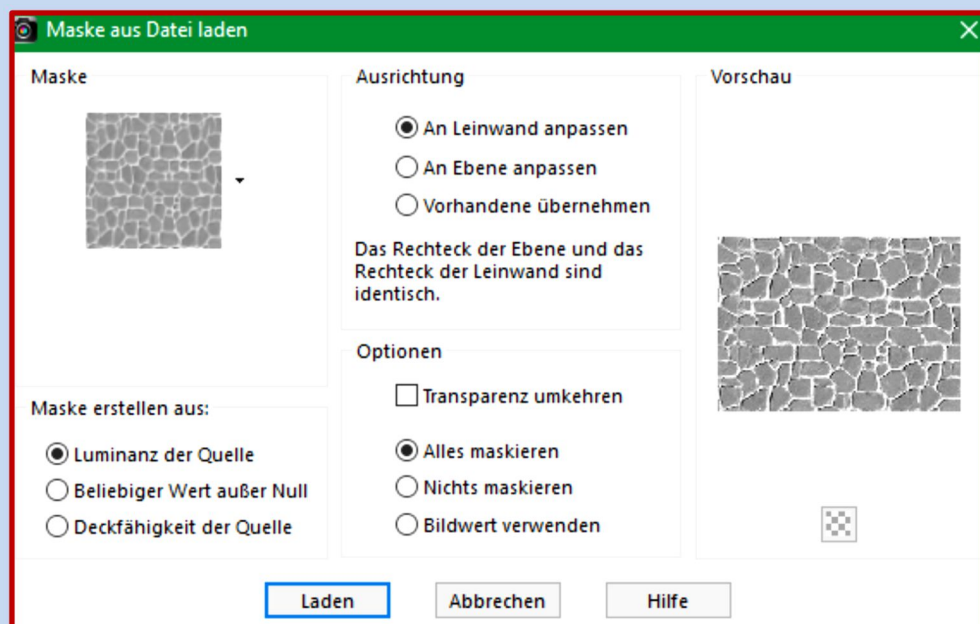 Maske aus Datei laden
Maske
Ausrichtung
An Leinwand anpassen
An Ebene anpassen
Vorhandene übernehmen
Das Rechteck der Ebene und das
Rechteck der Leinwand sind
identisch.
Vorschau
Maske erstellen aus:
Luminanz der Quelle
Beliebiger Wert außer Null
Deckfähigkeit der Quelle
Optionen
Transparenz umkehren
Alles maskieren
Nichts maskieren
Bildwert verwenden
Laden
Abbrechen
Hilfe